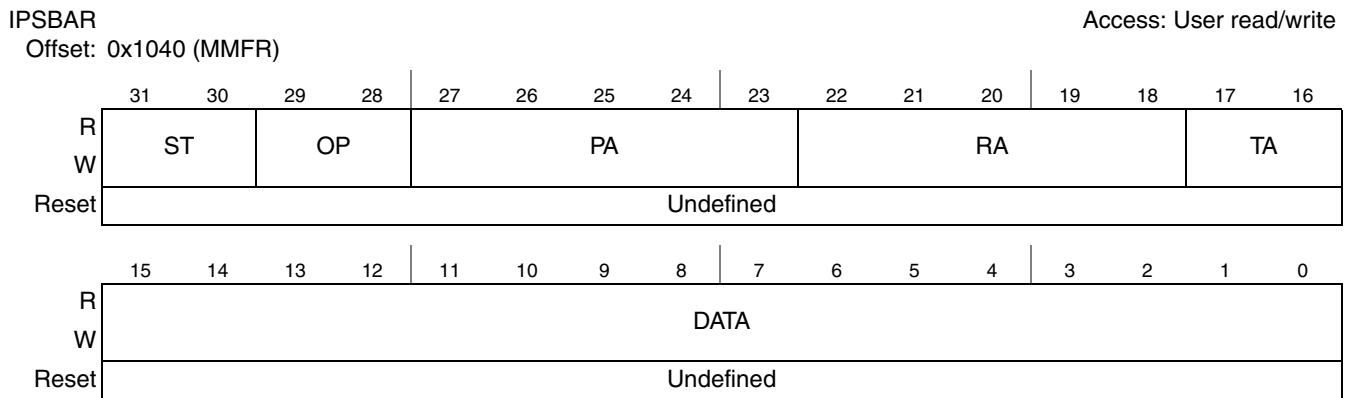 IPSBAR Access: User read/write
Offset: 0x1040 (MMFR)
31 30 29 28 27 26 25 24 23 22 21 20 19 18 17 16
R
ST OP PA RA TA
W
Reset Undefined
15 14 13 12 11 10 9 8 7 6 5 4 3 2 1 0
R
DATA
W
Reset Undefined